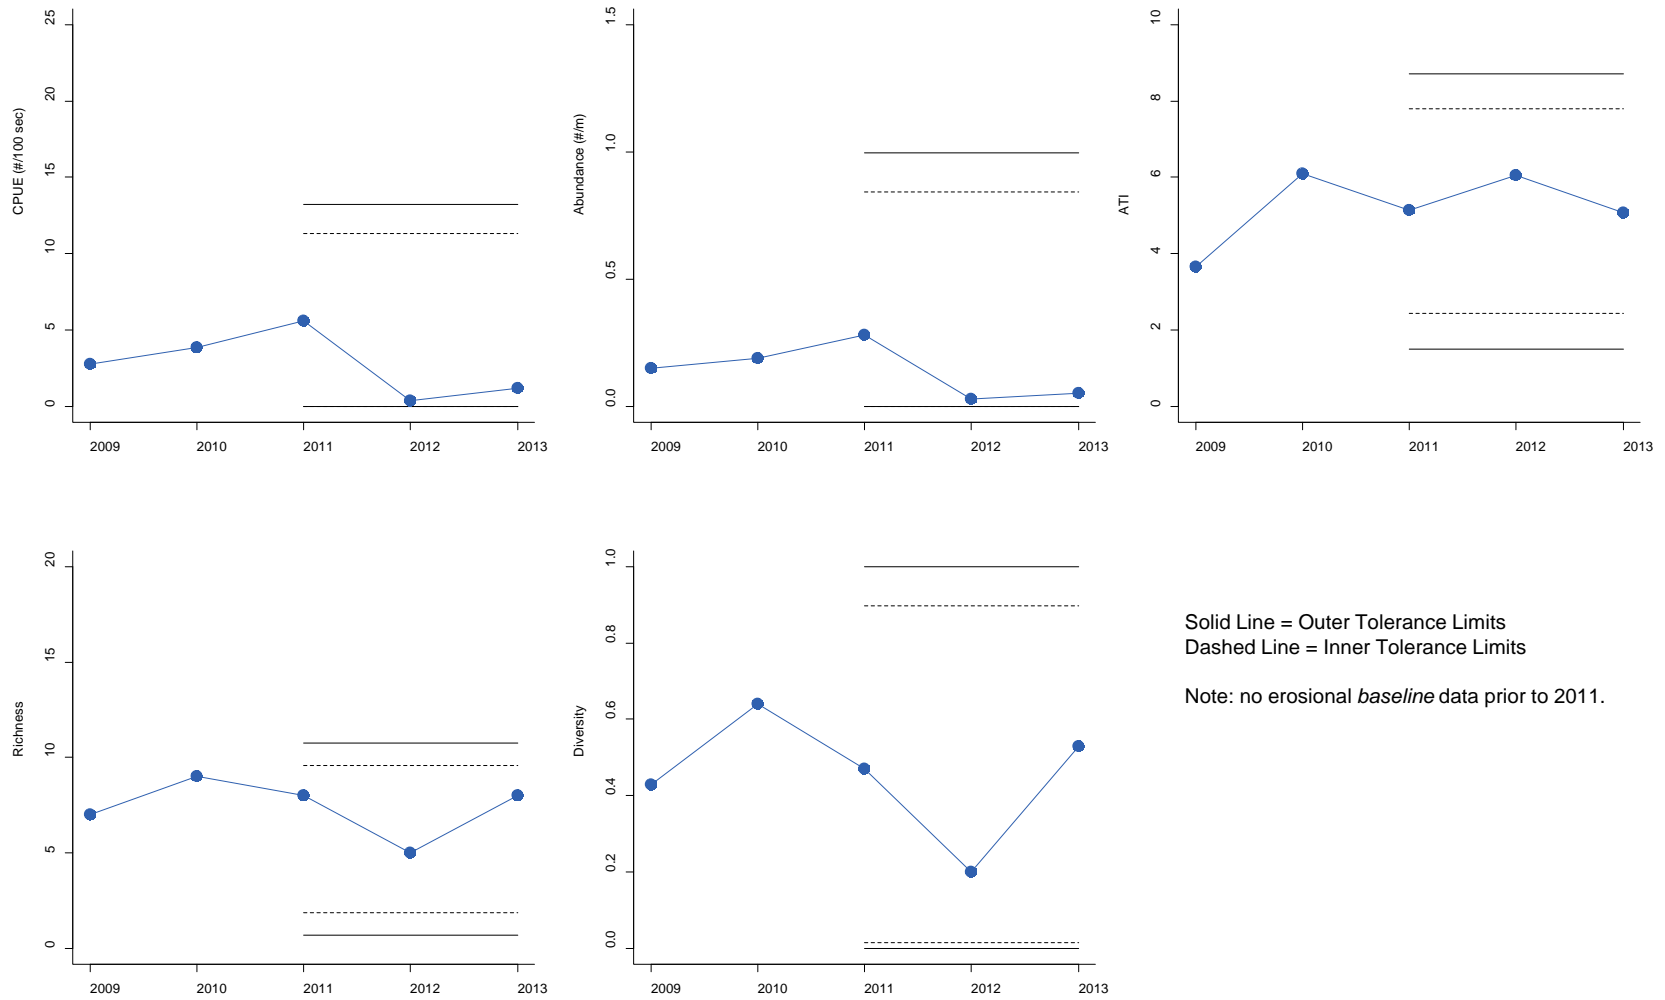 CPUE (#/100 sec)
25
20
15
10
5
0
2009 2010 2011 2012 2013
Abundance (#/m)
1.5
1.0
0.5
0.0
2009 2010 2011 2012 2013
ATI
10
8
6
4
2
0
2009 2010 2011 2012 2013
Richness
20
15
10
5
0
2009 2010 2011 2012 2013
Diversity
1.0
0.8
0.6
0.4
0.2
0.0
2009 2010 2011 2012 2013
Solid Line = Outer Tolerance Limits
Dashed Line = Inner Tolerance Limits
Note: no erosional baseline data prior to 2011.